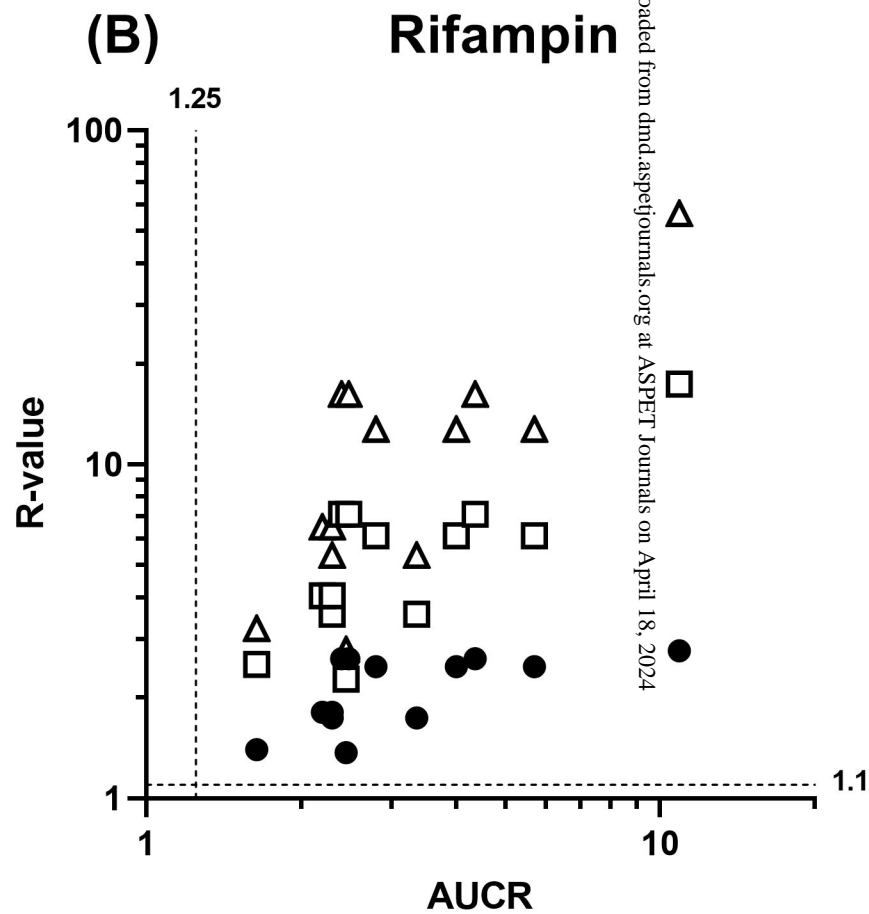 (B) Rifampin
1.25
100
10
1
R-value
1.1
1 10
AUCR
oaded from dmd.aspetjournals.org at ASPET Journals on April 18, 2024